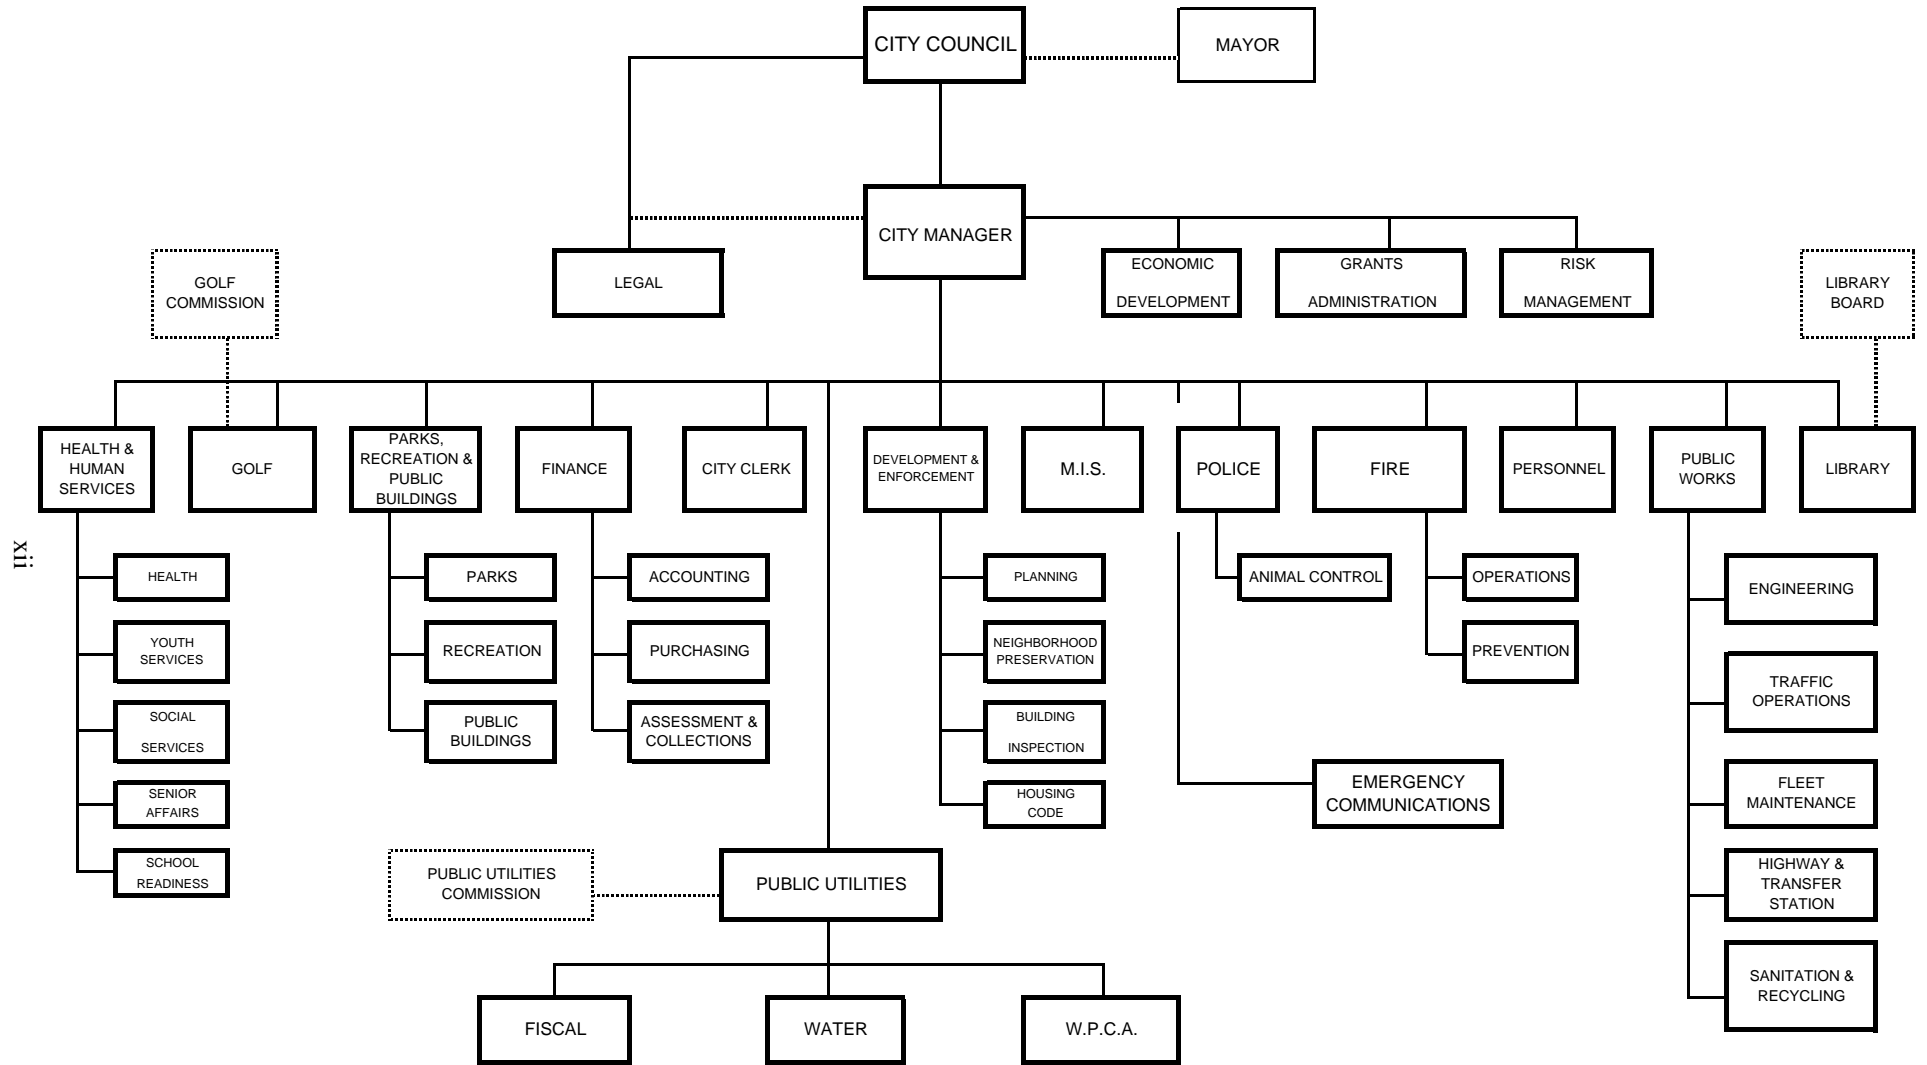 CITY COUNCIL
MAYOR
CITY MANAGER
LEGAL
ECONOMIC
DEVELOPMENT
GRANTS
ADMINISTRATION
RISK
MANAGEMENT
GOLF
COMMISSION
LIBRARY
BOARD
HEALTH &
HUMAN
SERVICES
GOLF
PARKS,
RECREATION &
PUBLIC
BUILDINGS
FINANCE
CITY CLERK
DEVELOPMENT &
ENFORCEMENT
M.I.S.
POLICE
FIRE
PERSONNEL
PUBLIC
WORKS
LIBRARY
xii
HEALTH
YOUTH
SERVICES
SOCIAL
SERVICES
SENIOR
AFFAIRS
SCHOOL
READINESS
PARKS
RECREATION
PUBLIC
BUILDINGS
ACCOUNTING
PURCHASING
ASSESSMENT &
COLLECTIONS
PLANNING
NEIGHBORHOOD
PRESERVATION
BUILDING
INSPECTION
HOUSING
CODE
ANIMAL CONTROL
OPERATIONS
PREVENTION
EMERGENCY
COMMUNICATIONS
ENGINEERING
TRAFFIC
OPERATIONS
FLEET
MAINTENANCE
HIGHWAY &
TRANSFER
STATION
SANITATION &
RECYCLING
PUBLIC UTILITIES
COMMISSION
PUBLIC UTILITIES
FISCAL
WATER
W.P.C.A.